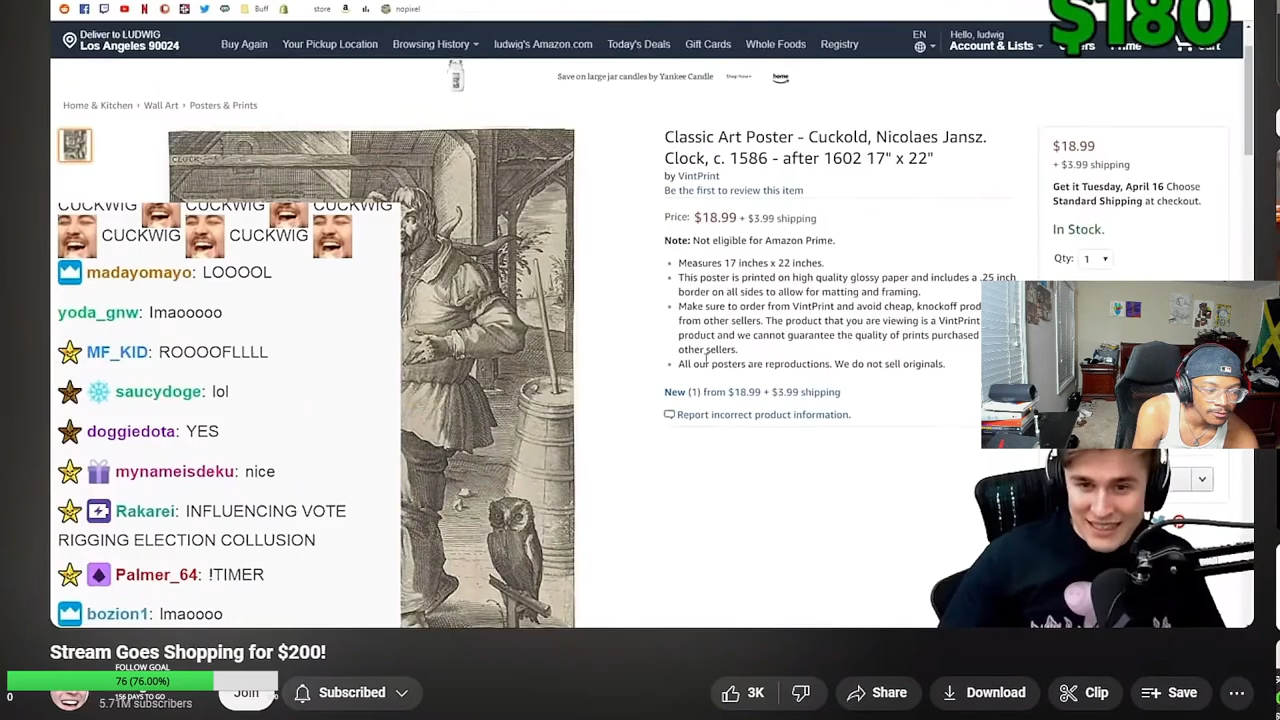 $180
Buff
store
nopixel
Deliver to LUDWIG
Los Angeles 90024
Buy Again
Your Pickup Location
Browsing History
ludwig's Amazon.com
Today's Deals
Gift Cards
Whole Foods
Registry
EN
Hello, ludwig
Account & Lists
Save on large jar candles by Yankee Candle
home
Home & Kitchen › Wall Art › Posters & Prints
Classic Art Poster - Cuckold, Nicolaes Jansz.
Clock, c. 1586 - after 1602 17" x 22"
by VintPrint
Be the first to review this item
Price: $18.99 + $3.99 shipping
Note: Not eligible for Amazon Prime.
Measures 17 inches x 22 inches.
This poster is printed on high quality glossy paper and includes a .25 inch
border on all sides to allow for matting and framing.
Make sure to order from VintPrint and avoid cheap, knockoff prod
from other sellers. The product that you are viewing is a VintPrint
product and we cannot guarantee the quality of prints purchased
other sellers.
All our posters are reproductions. We do not sell originals.
New (1) from $18.99 + $3.99 shipping
Report incorrect product information.
$18.99
+ $3.99 shipping
Get it Tuesday, April 16 Choose
Standard Shipping at checkout.
In Stock.
Qty: 1
CUCKWIG CUCKWIG CUCKWIG
CUCKWIG CUCKWIG
madayomayo: LOOOOL
yoda_gnw: lmaooooo
MF_KID: ROOOOFLLLL
saucydoge: lol
doggiedota: YES
mynameisdeku: nice
Rakarei: INFLUENCING VOTE
RIGGING ELECTION COLLUSION
Palmer_64: !TIMER
bozion1: lmaoooo
Stream Goes Shopping for $200!
FOLLOW GOAL
0 76 (76.00%)
156 DAYS TO GO
5.71M subscribers
Join
Subscribed
3K
Share
Download
Clip
Save